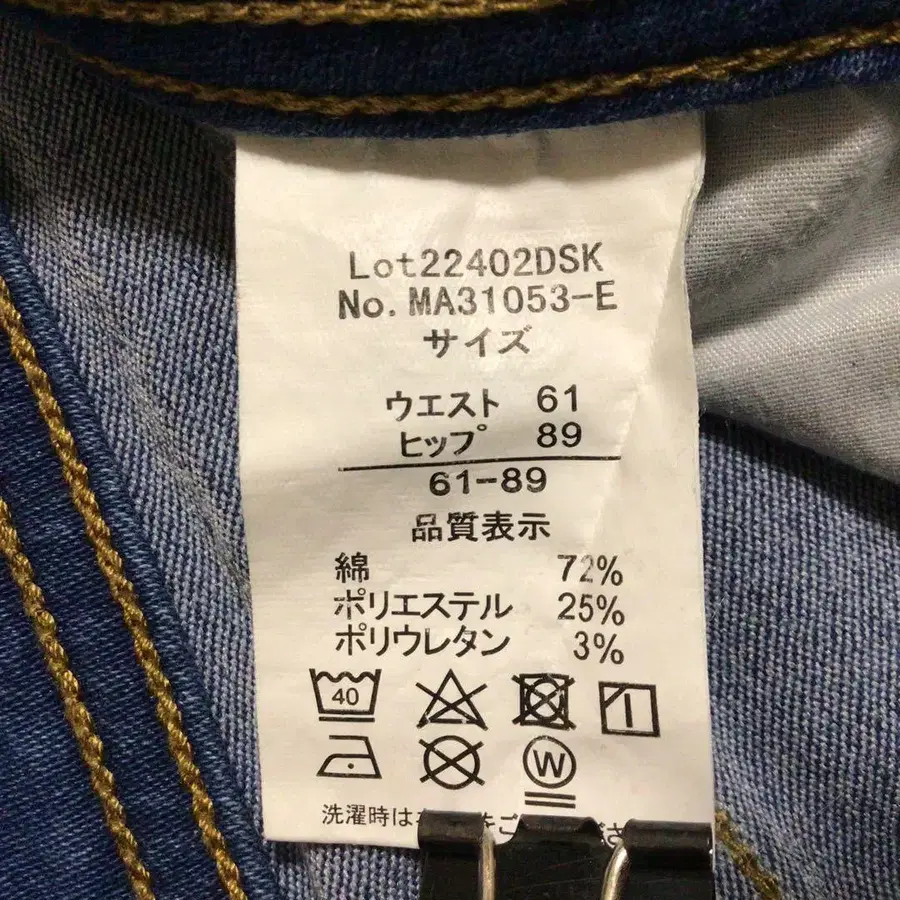 Lot22402DSK
No. MA31053-E
サイズ
ウエスト 61
ヒップ 89
61-89
品質表示
綿 72%
ポリエステル 25%
ポリウレタン 3%
40
W
洗濯時は